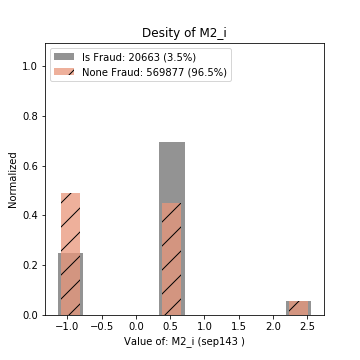 Desity of M2_i
Is Fraud: 20663 (3.5%)
None Fraud: 569877 (96.5%)
Normalized
1.0
0.8
0.6
0.4
0.2
0.0
−1.0 −0.5 0.0 0.5 1.0 1.5 2.0 2.5
Value of: M2_i (sep143 )